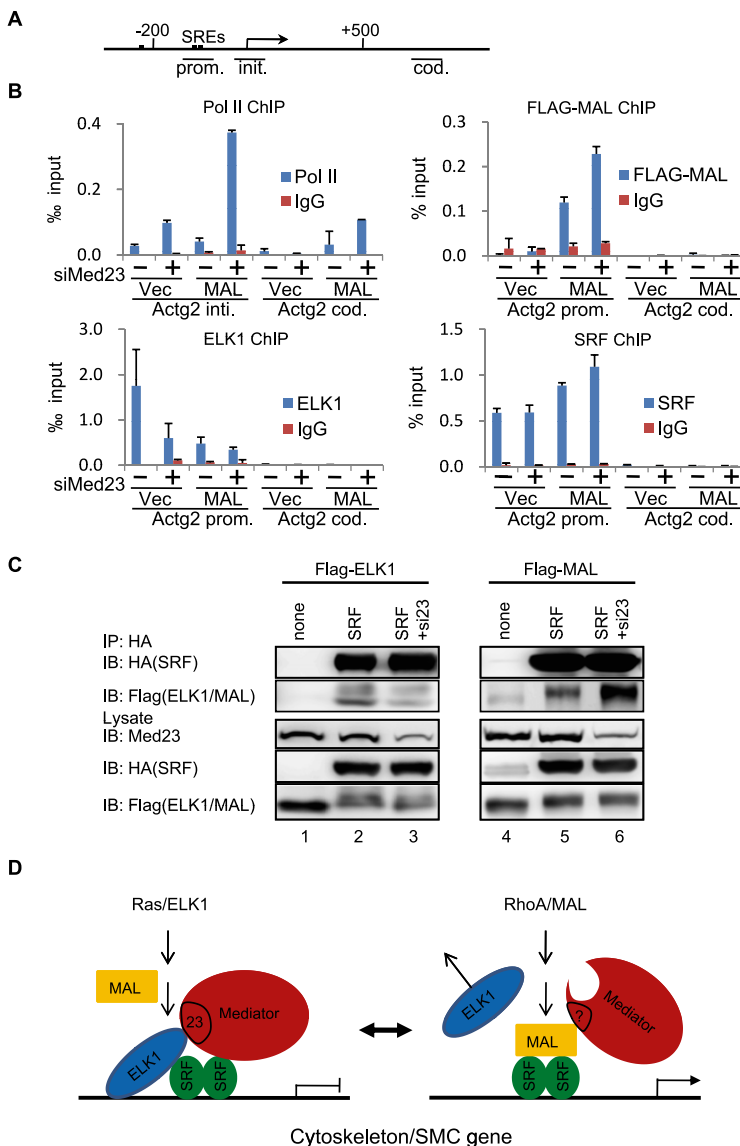 A
-200 SREs +500
prom. init. cod.
B
Pol II ChIP
‰ input
0.4
0.2
0.0
Pol II
IgG
siMed23 − + − + − + − +
Vec MAL Vec MAL
Actg2 inti. Actg2 cod.
FLAG-MAL ChIP
% input
0.3
0.2
0.1
0.0
FLAG-MAL
IgG
− + − + − + − +
Vec MAL Vec MAL
Actg2 prom. Actg2 cod.
ELK1 ChIP
‰ input
3.0
2.0
1.0
0.0
ELK1
IgG
siMed23 − + − + − + − +
Vec MAL Vec MAL
Actg2 prom. Actg2 cod.
SRF ChIP
% input
1.5
1.0
0.5
0.0
SRF
IgG
− + − + − + − +
Vec MAL Vec MAL
Actg2 prom. Actg2 cod.
C
Flag-ELK1 Flag-MAL
none SRF SRF +si23 none SRF SRF +si23
IP: HA
IB: HA(SRF)
IB: Flag(ELK1/MAL)
Lysate
IB: Med23
IB: HA(SRF)
IB: Flag(ELK1/MAL)
1 2 3 4 5 6
D
Ras/ELK1
MAL
23
Mediator
ELK1
SRF SRF
RhoA/MAL
ELK1
?
Mediator
MAL
SRF SRF
Cytoskeleton/SMC gene